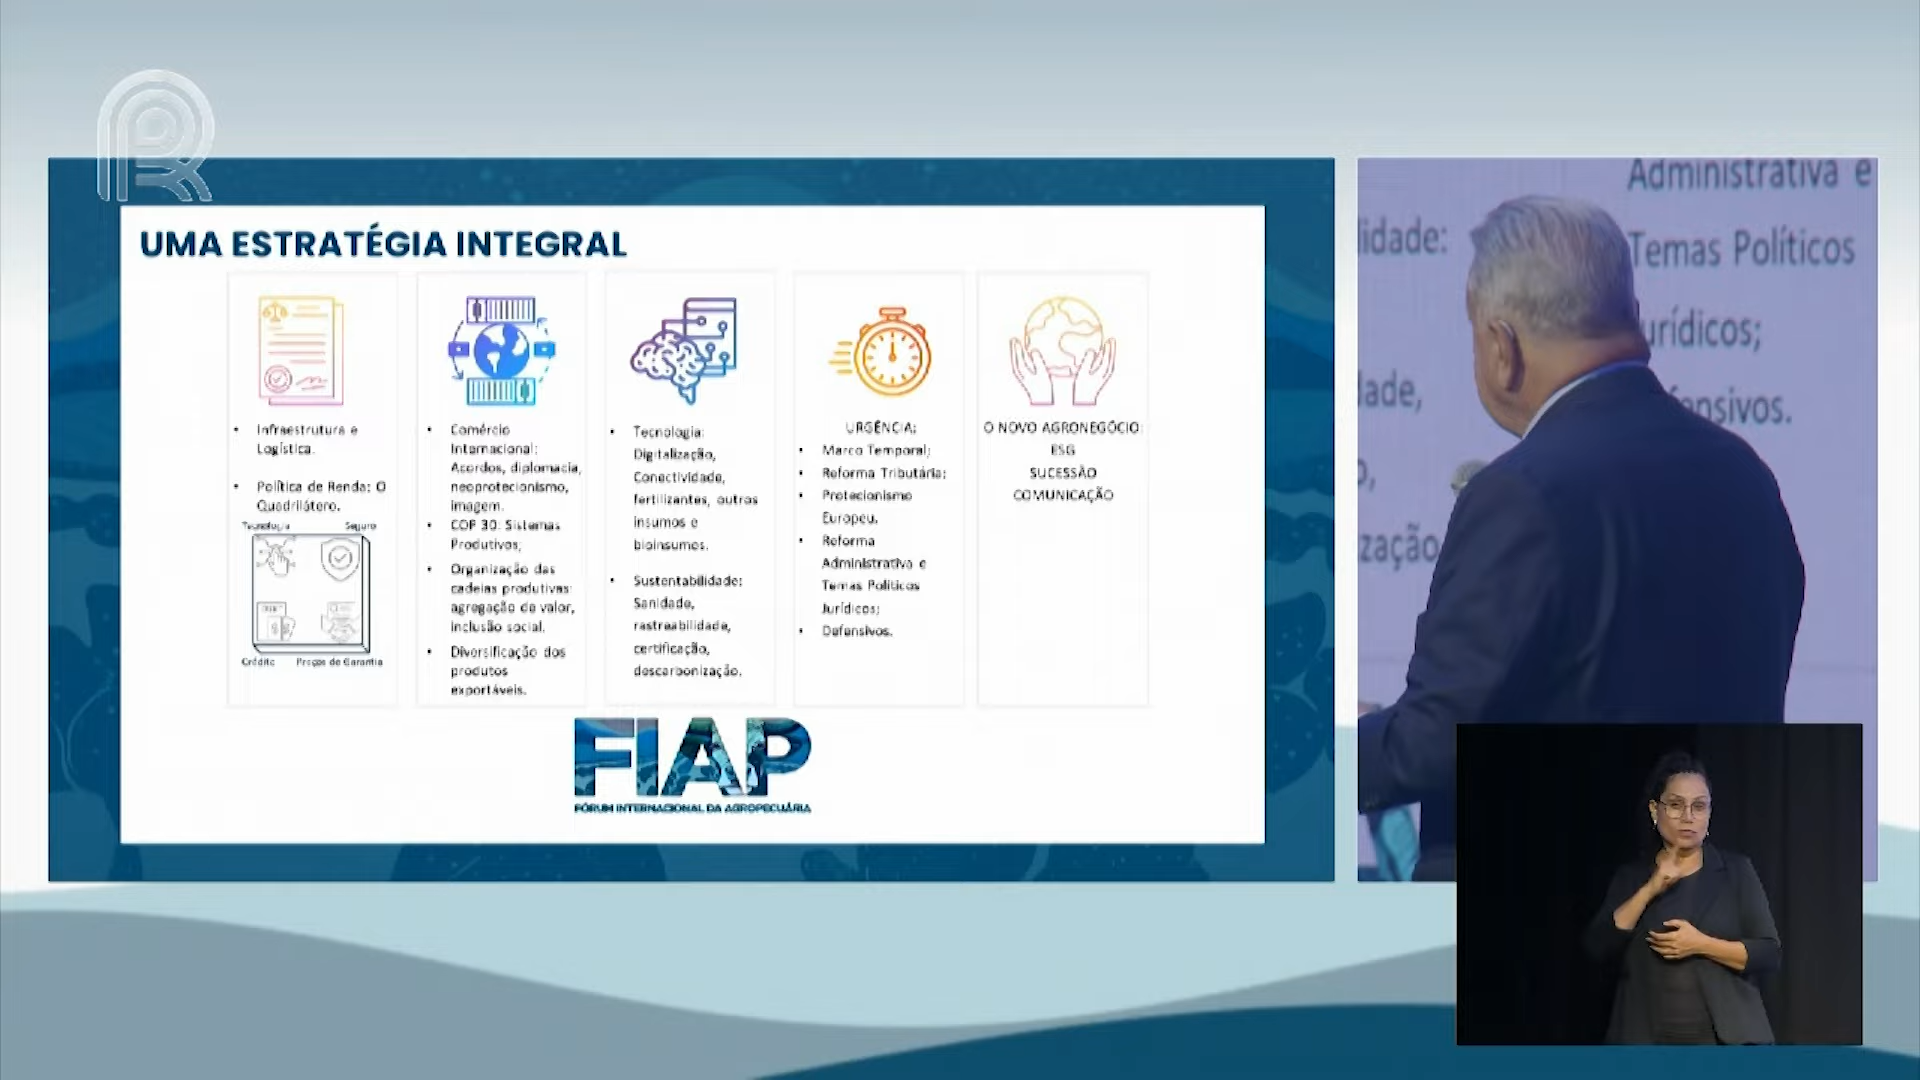 UMA ESTRATÉGIA INTEGRAL
• Infraestrutura e
Logística.
• Política de Renda: O
Quadrilátero.
Tecnologia Seguro
Crédito Preços de Garantia
• Comércio
Internacional:
Acordos, diplomacia,
neoprotecionismo,
imagem.
• COP 30: Sistemas
Produtivos;
• Organização das
cadeias produtivas:
agregação de valor,
inclusão social.
• Diversificação dos
produtos
exportáveis.
• Tecnologia:
Digitalização,
Conectividade,
fertilizantes, outros
insumos e
bioinsumos.
• Sustentabilidade:
Sanidade,
rastreabilidade,
certificação,
descarbonização.
URGÊNCIA:
• Marco Temporal;
• Reforma Tributária;
• Protecionismo
Europeu.
• Reforma
Administrativa e
Temas Políticos
Jurídicos;
• Defensivos.
O NOVO AGRONEGÓCIO:
ESG
SUCESSÃO
COMUNICAÇÃO
FIAP
FÓRUM INTERNACIONAL DA AGROPECUÁRIA
Administrativa e
lidade:
Temas Políticos
urídicos;
dade,
ensivos.
o,
zação